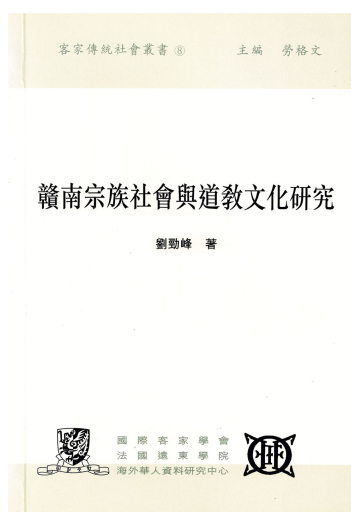 客家傳統社會叢書⑧ 主編 勞格文
贛南宗族社會與道教文化研究
劉勁峰 著
國際客家學會
法國遠東學院
海外華人資料研究中心